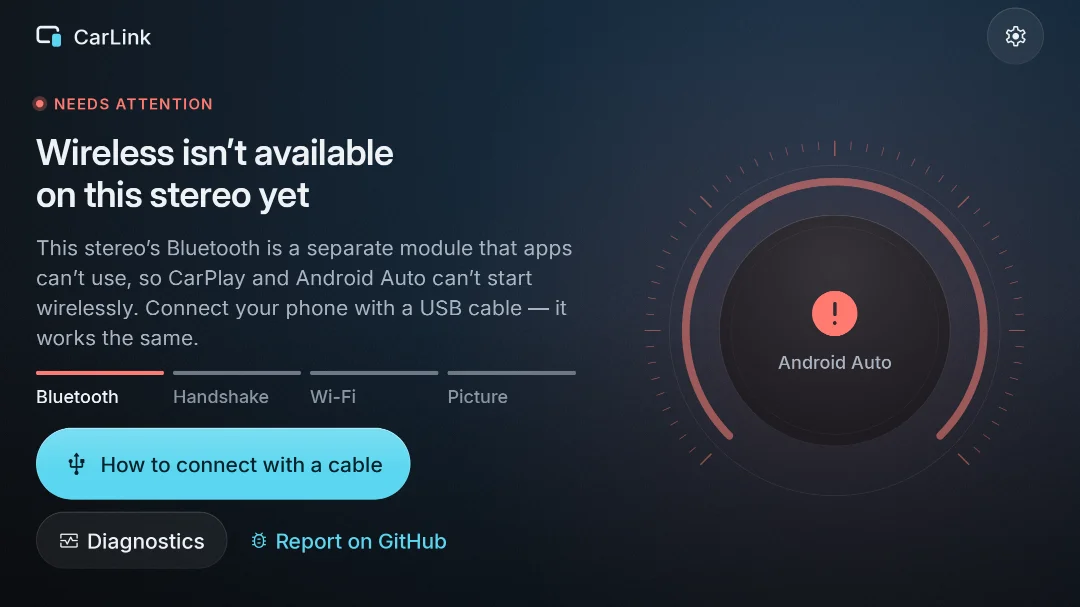 CarLink
NEEDS ATTENTION
Wireless isn’t available
on this stereo yet
This stereo’s Bluetooth is a separate module that apps
can’t use, so CarPlay and Android Auto can’t start
wirelessly. Connect your phone with a USB cable — it
works the same.
Bluetooth
Handshake
Wi-Fi
Picture
How to connect with a cable
Diagnostics
Report on GitHub
Android Auto